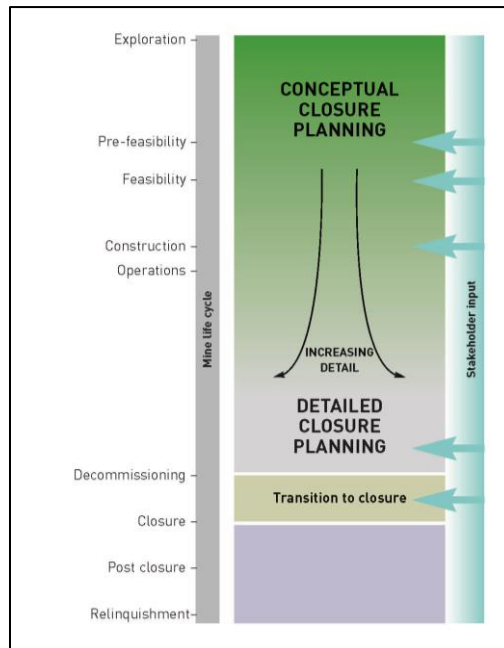 Exploration
Pre-feasibility
Feasibility
Construction
Operations
Decommissioning
Closure
Post closure
Relinquishment
Mine life cycle
CONCEPTUAL
CLOSURE
PLANNING
INCREASING
DETAIL
DETAILED
CLOSURE
PLANNING
Transition to closure
Stakeholder input